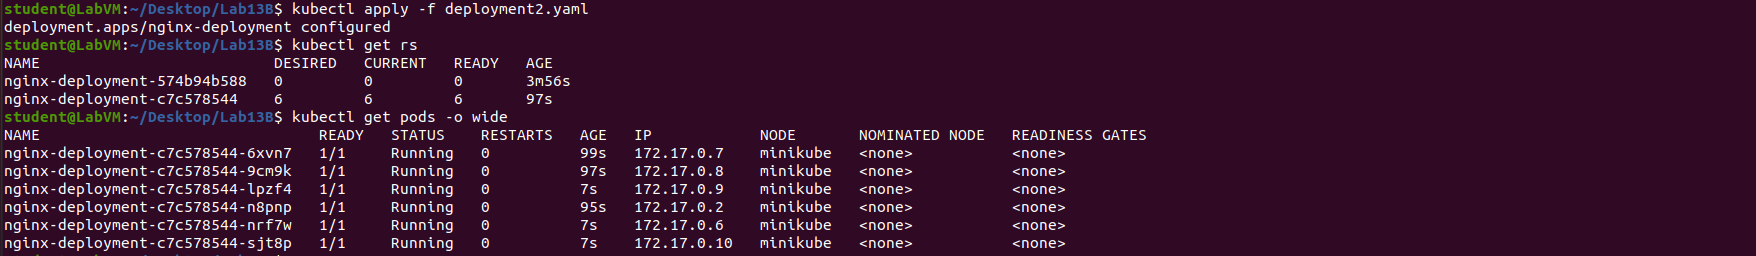 student@LabVM:~/Desktop/Lab13B$ kubectl apply -f deployment2.yaml
deployment.apps/nginx-deployment configured
student@LabVM:~/Desktop/Lab13B$ kubectl get rs
NAME                          DESIRED   CURRENT   READY   AGE
nginx-deployment-574b94b588   0         0         0       3m56s
nginx-deployment-c7c578544    6         6         6       97s
student@LabVM:~/Desktop/Lab13B$ kubectl get pods -o wide
NAME                               READY   STATUS    RESTARTS   AGE   IP            NODE       NOMINATED NODE   READINESS GATES
nginx-deployment-c7c578544-6xvn7   1/1     Running   0          99s   172.17.0.7    minikube   <none>           <none>
nginx-deployment-c7c578544-9cm9k   1/1     Running   0          97s   172.17.0.8    minikube   <none>           <none>
nginx-deployment-c7c578544-lpzf4   1/1     Running   0          7s    172.17.0.9    minikube   <none>           <none>
nginx-deployment-c7c578544-n8pnp   1/1     Running   0          95s   172.17.0.2    minikube   <none>           <none>
nginx-deployment-c7c578544-nrf7w   1/1     Running   0          7s    172.17.0.6    minikube   <none>           <none>
nginx-deployment-c7c578544-sjt8p   1/1     Running   0          7s    172.17.0.10   minikube   <none>           <none>